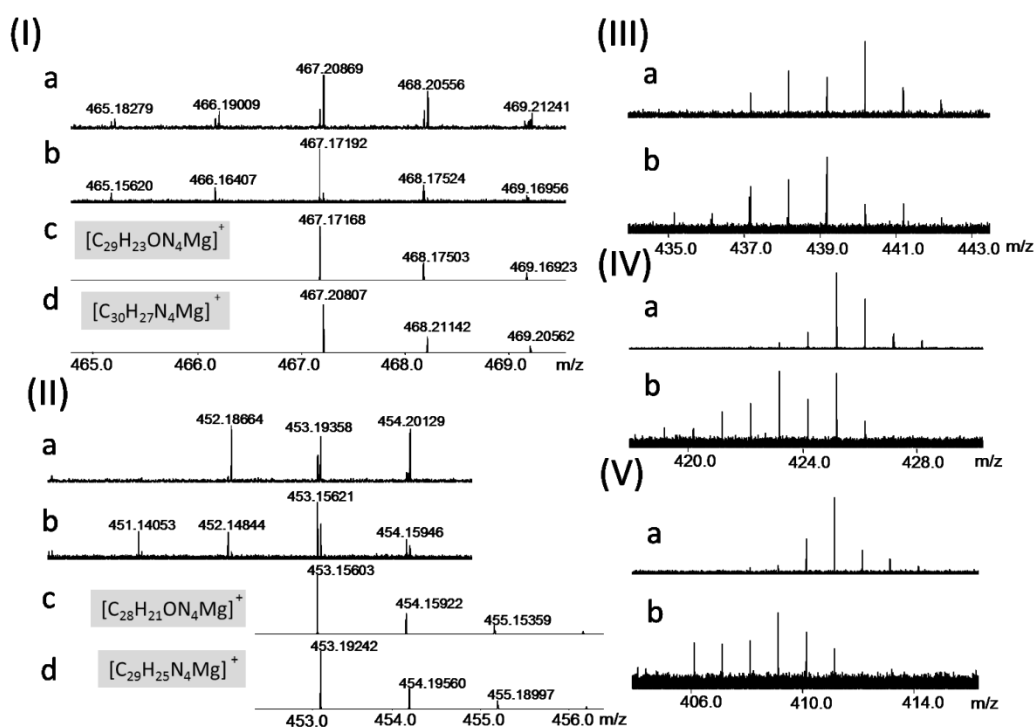 (I)
a
465.18279 466.19009 467.20869 468.20556 469.21241
b
465.15620 466.16407 467.17192 468.17524 469.16956
c
[C29H23ON4Mg]+
467.17168 468.17503 469.16923
d
[C30H27N4Mg]+
467.20807 468.21142 469.20562
465.0 466.0 467.0 468.0 469.0 m/z
(II)
a
452.18664 453.19358 454.20129
b
451.14053 452.14844 453.15621 454.15946
c
[C28H21ON4Mg]+
453.15603 454.15922 455.15359
d
[C29H25N4Mg]+
453.19242 454.19560 455.18997
453.0 454.0 455.0 456.0 m/z
(III)
a
b
435.0 437.0 439.0 441.0 443.0 m/z
(IV)
a
b
420.0 424.0 428.0 m/z
(V)
a
b
406.0 410.0 414.0 m/z